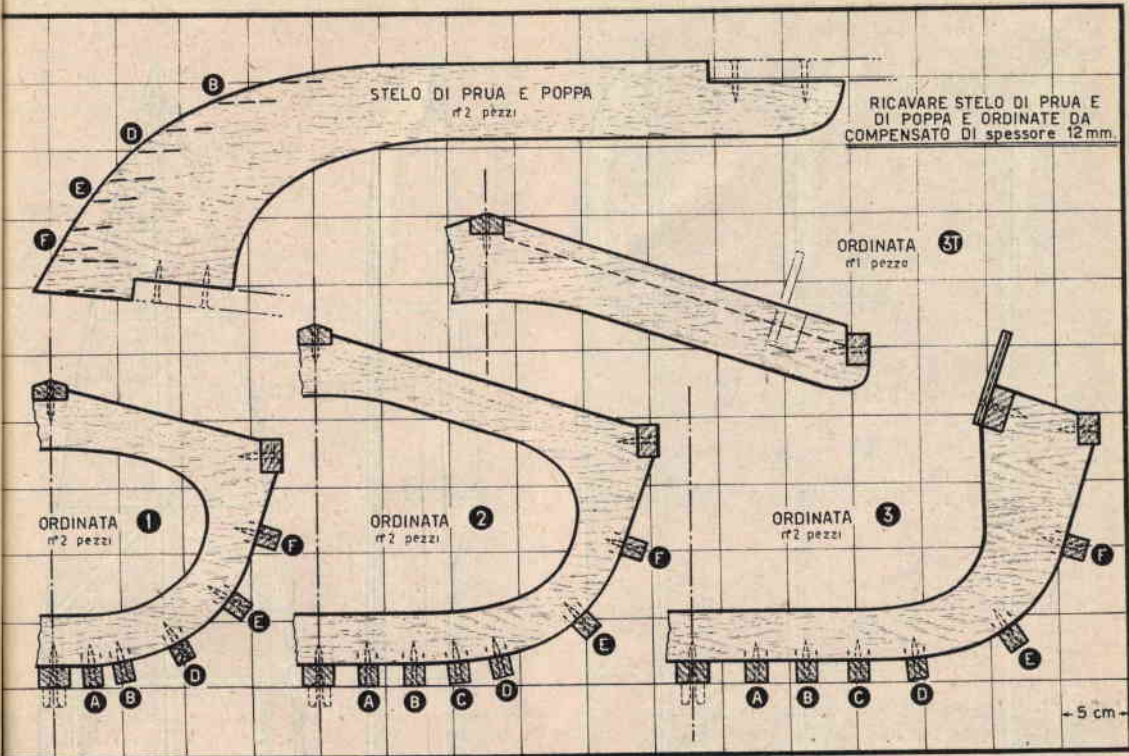 B
STELO DI PRUA E POPPA
n°2 pezzi
RICAVARE STELO DI PRUA E
DI POPPA E ORDINATE DA
COMPENSATO DI spessore 12 mm.
D
E
F
ORDINATA 3T
n°1 pezzo
ORDINATA 1
n°2 pezzi
F
E
D
A B
ORDINATA 2
n°2 pezzi
F
E
A B C D
ORDINATA 3
n°2 pezzi
F
E
A B C D
5 cm